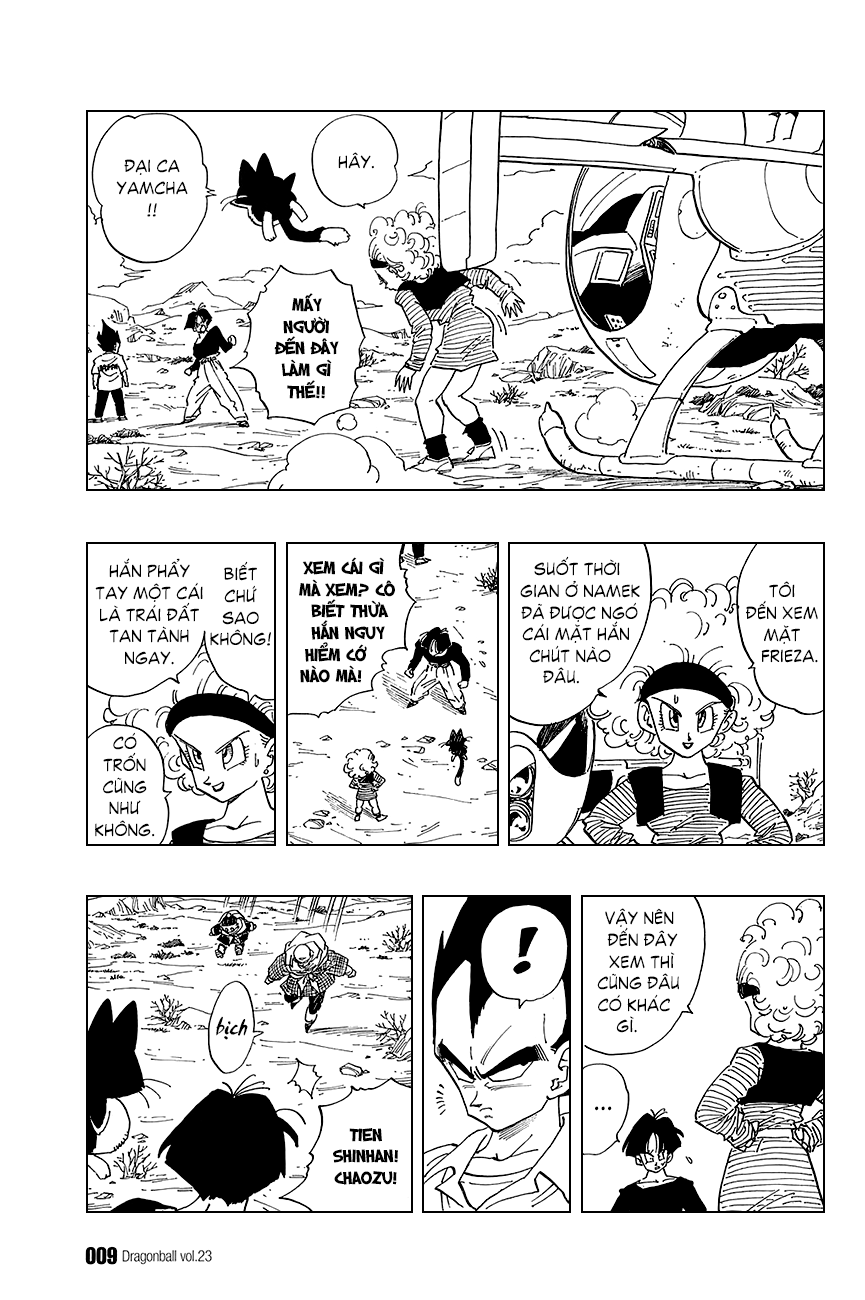 HÂY.
ĐẠI CA
YAMCHA
!!
MẤY
NGƯỜI
ĐẾN ĐÂY
LÀM GÌ
THẾ!!
TÔI
ĐẾN XEM
MẶT
FRIEZA.
SUỐT THỜI
GIAN Ở NAMEK
ĐÃ ĐƯỢC NGÓ
CÁI MẶT HẮN
CHÚT NÀO
ĐÂU.
XEM CÁI GÌ
MÀ XEM? CÔ
BIẾT THỪA
HẮN NGUY
HIỂM CỠ
NÀO MÀ!
BIẾT
CHỨ
SAO
KHÔNG!
HẮN PHẨY
TAY MỘT CÁI
LÀ TRÁI ĐẤT
TAN TÀNH
NGAY.
CÓ
TRỐN
CŨNG
NHƯ
KHÔNG.
VẬY NÊN
ĐẾN ĐÂY
XEM THÌ
CŨNG ĐÂU
CÓ KHÁC
GÌ.
...
!
bịch
TIEN
SHINHAN!
CHAOZU!
009 Dragonball vol.23